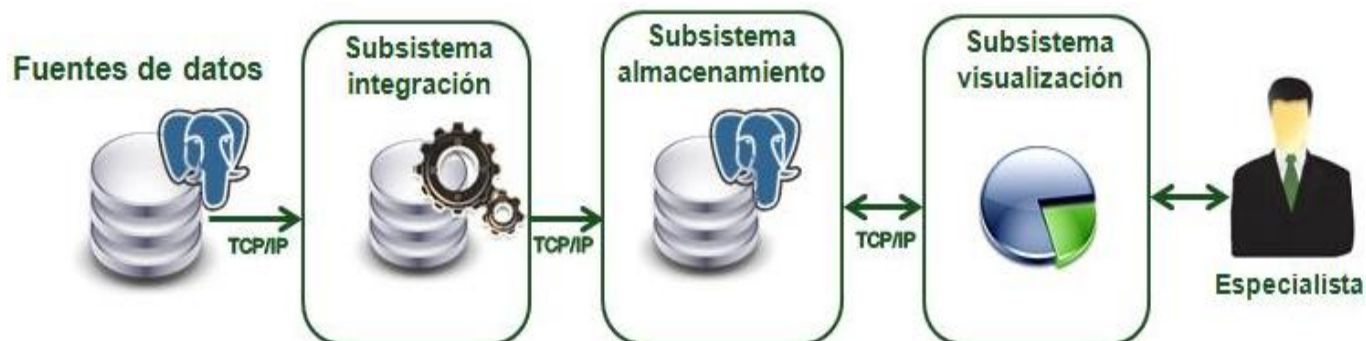 Fuentes de datos
TCP/IP
Subsistema
integración
TCP/IP
Subsistema
almacenamiento
TCP/IP
Subsistema
visualización
Especialista